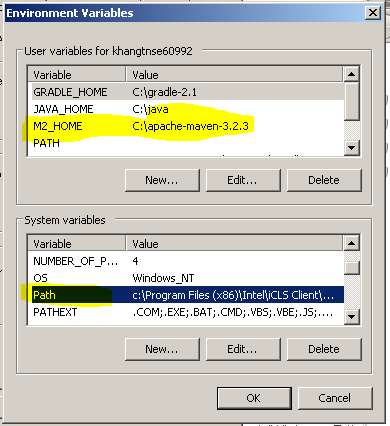 Environment Variables
User variables for khangtnse60992
Variable Value
GRADLE_HOME C:\gradle-2.1
JAVA_HOME C:\java
M2_HOME C:\apache-maven-3.2.3
PATH
New... Edit... Delete
System variables
Variable Value
NUMBER_OF_P... 4
OS Windows_NT
Path c:\Program Files (x86)\Intel\iCLS Client\...
PATHEXT .COM;.EXE;.BAT;.CMD;.VBS;.VBE;.JS;....
New... Edit... Delete
OK Cancel